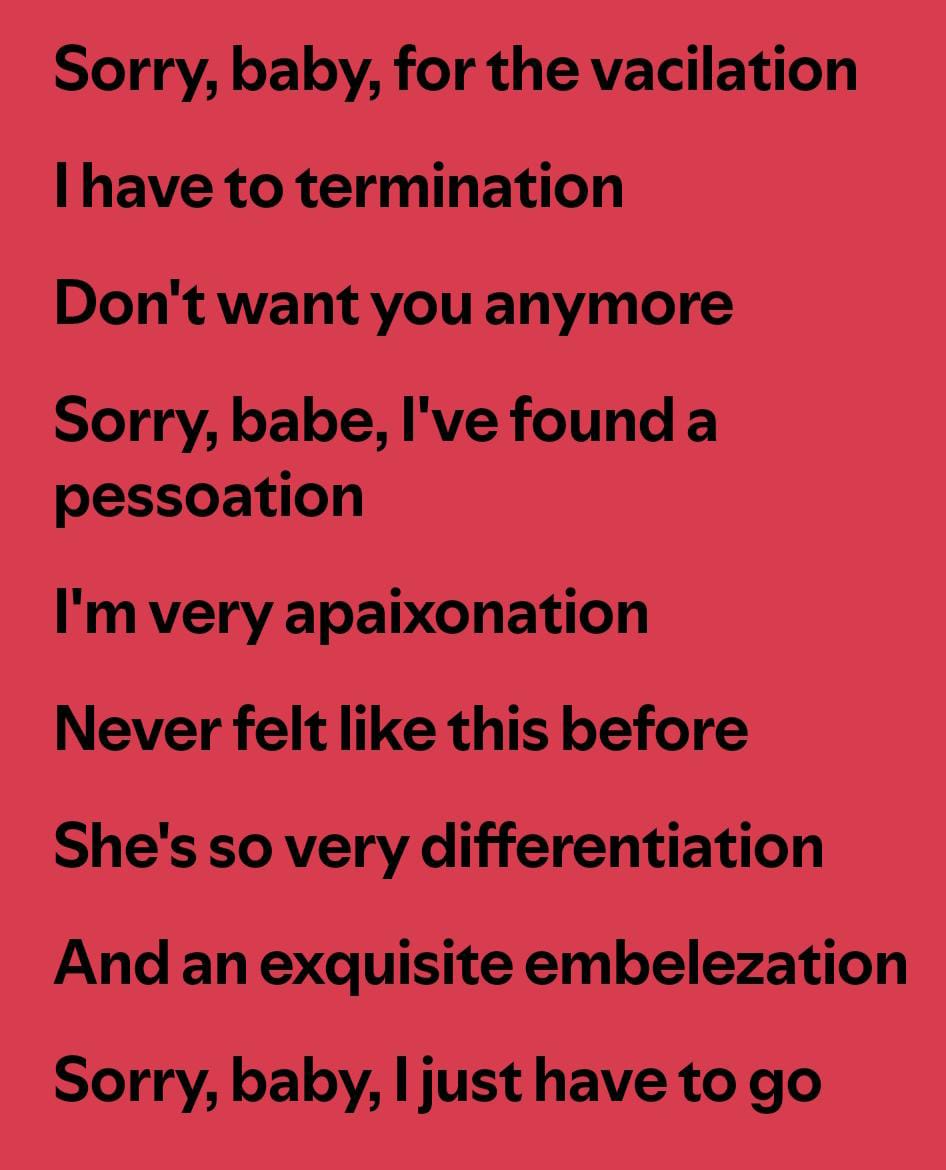 Sorry, baby, for the vacilation
I have to termination
Don't want you anymore
Sorry, babe, I've found a
pessoation
I'm very apaixonation
Never felt like this before
She's so very differentiation
And an exquisite embelezation
Sorry, baby, I just have to go